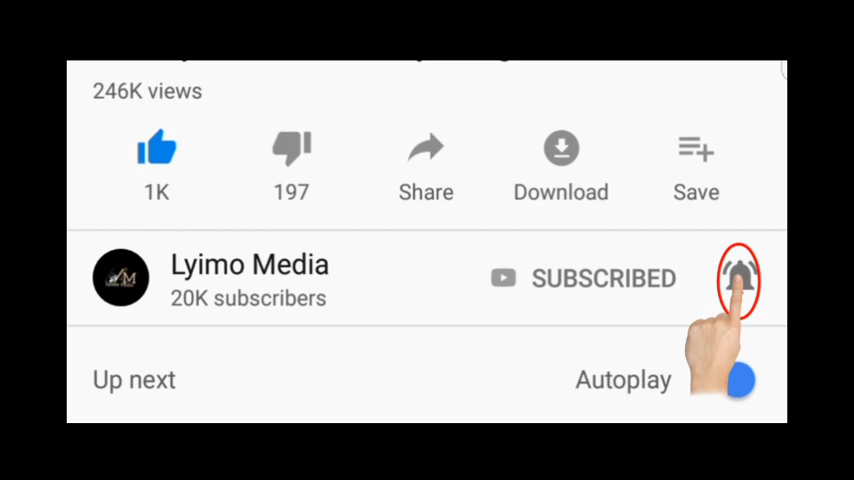 246K views
1K
197
Share
Download
Save
Lyimo Media
20K subscribers
SUBSCRIBED
Up next
Autoplay